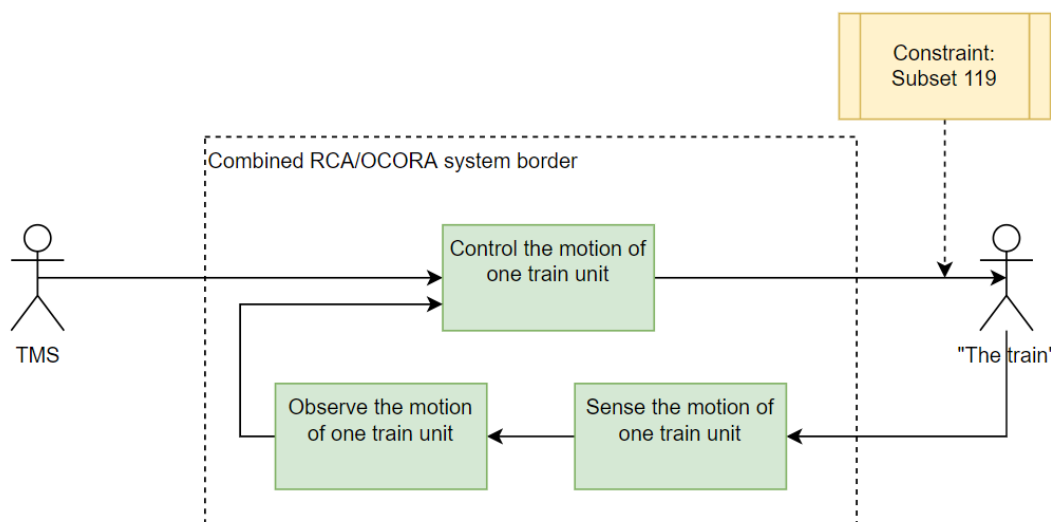 Constraint:
Subset 119
Combined RCA/OCORA system border
Control the motion of
one train unit
TMS
"The train"
Observe the motion
of one train unit
Sense the motion of
one train unit